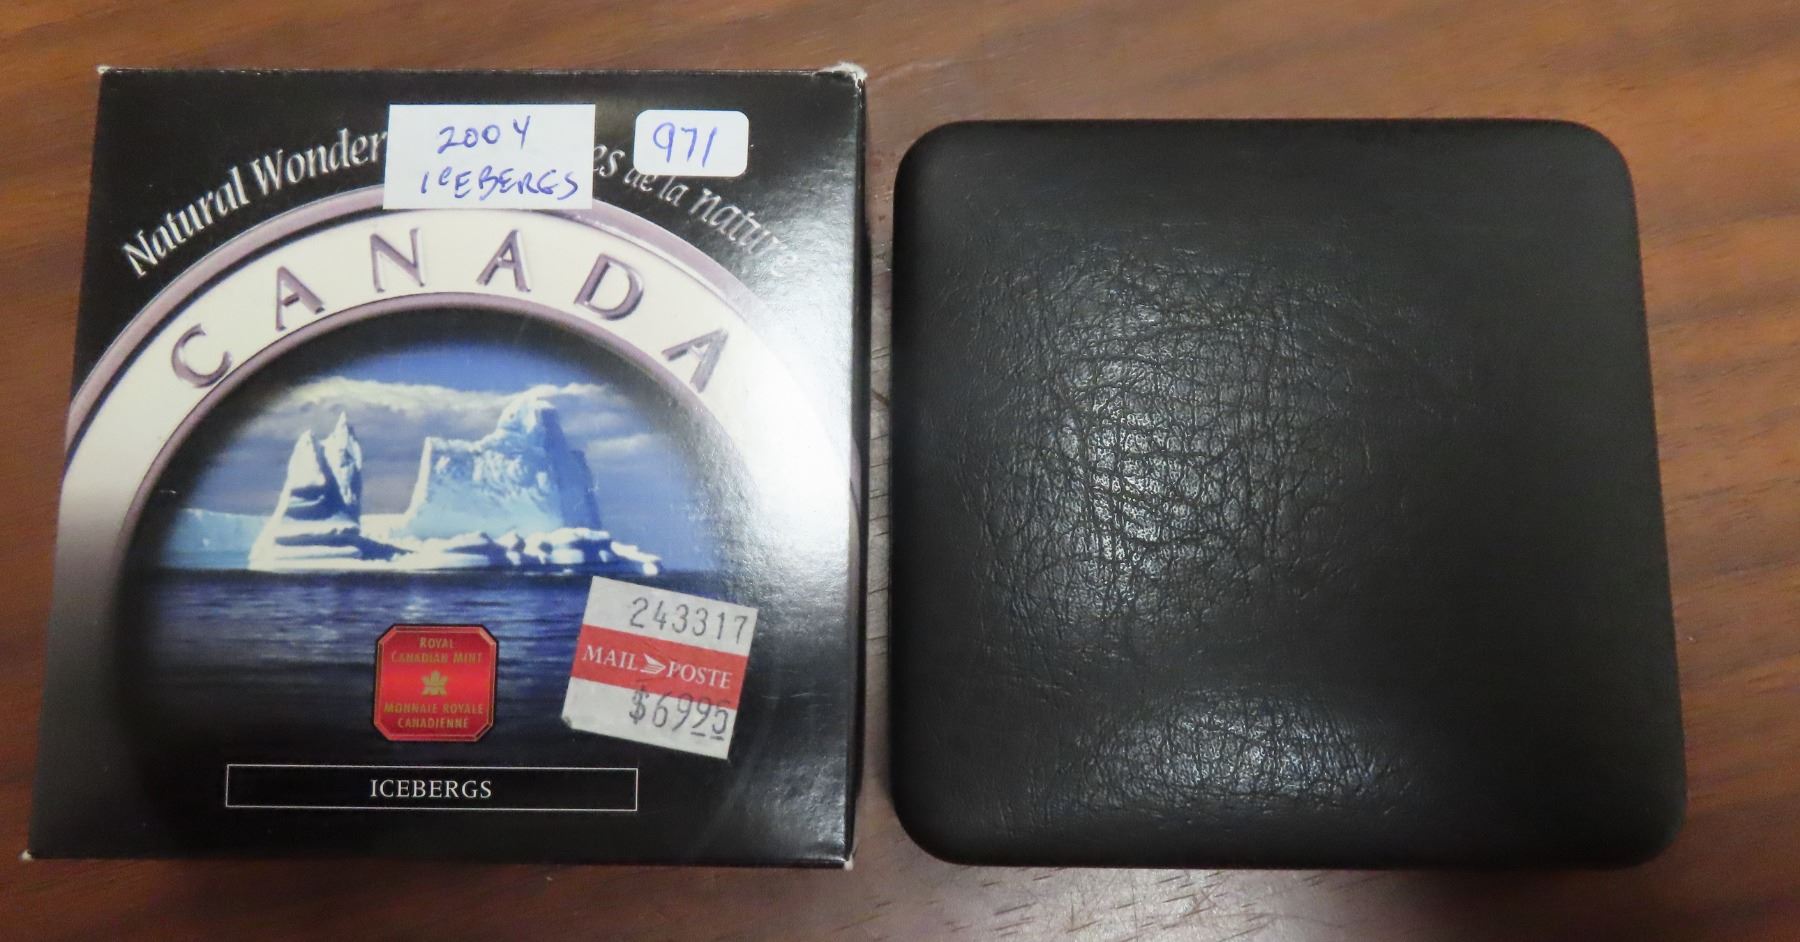 2004
ICEBERGS
971
Natural Wonder
es de la nature
CANADA
243317
MAIL POSTE
$6995
ROYAL
CANADIAN MINT
MONNAIE ROYALE
CANADIENNE
ICEBERGS